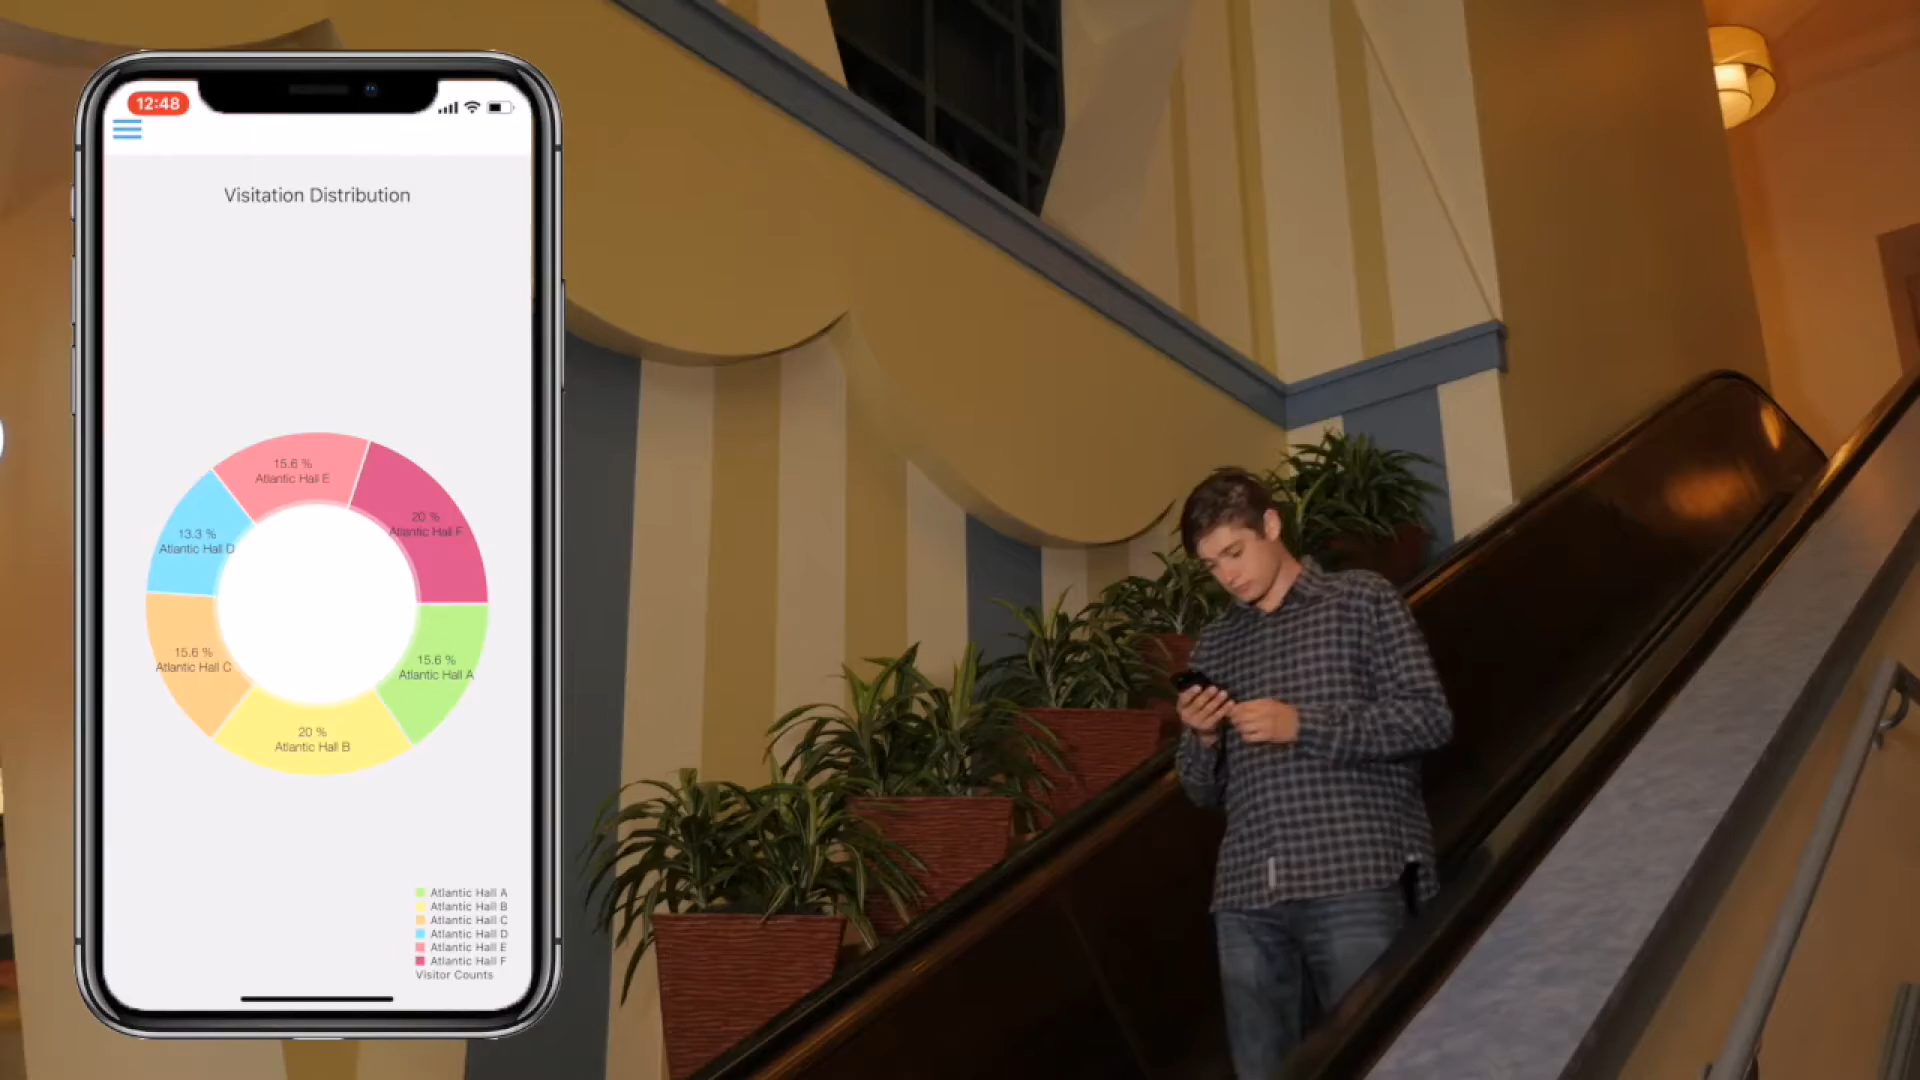 12:48
Visitation Distribution
15.6 %
Atlantic Hall E
20 %
Atlantic Hall F
13.3 %
Atlantic Hall D
15.6 %
Atlantic Hall C
15.6 %
Atlantic Hall A
20 %
Atlantic Hall B
Atlantic Hall A
Atlantic Hall B
Atlantic Hall C
Atlantic Hall D
Atlantic Hall E
Atlantic Hall F
Visitor Counts